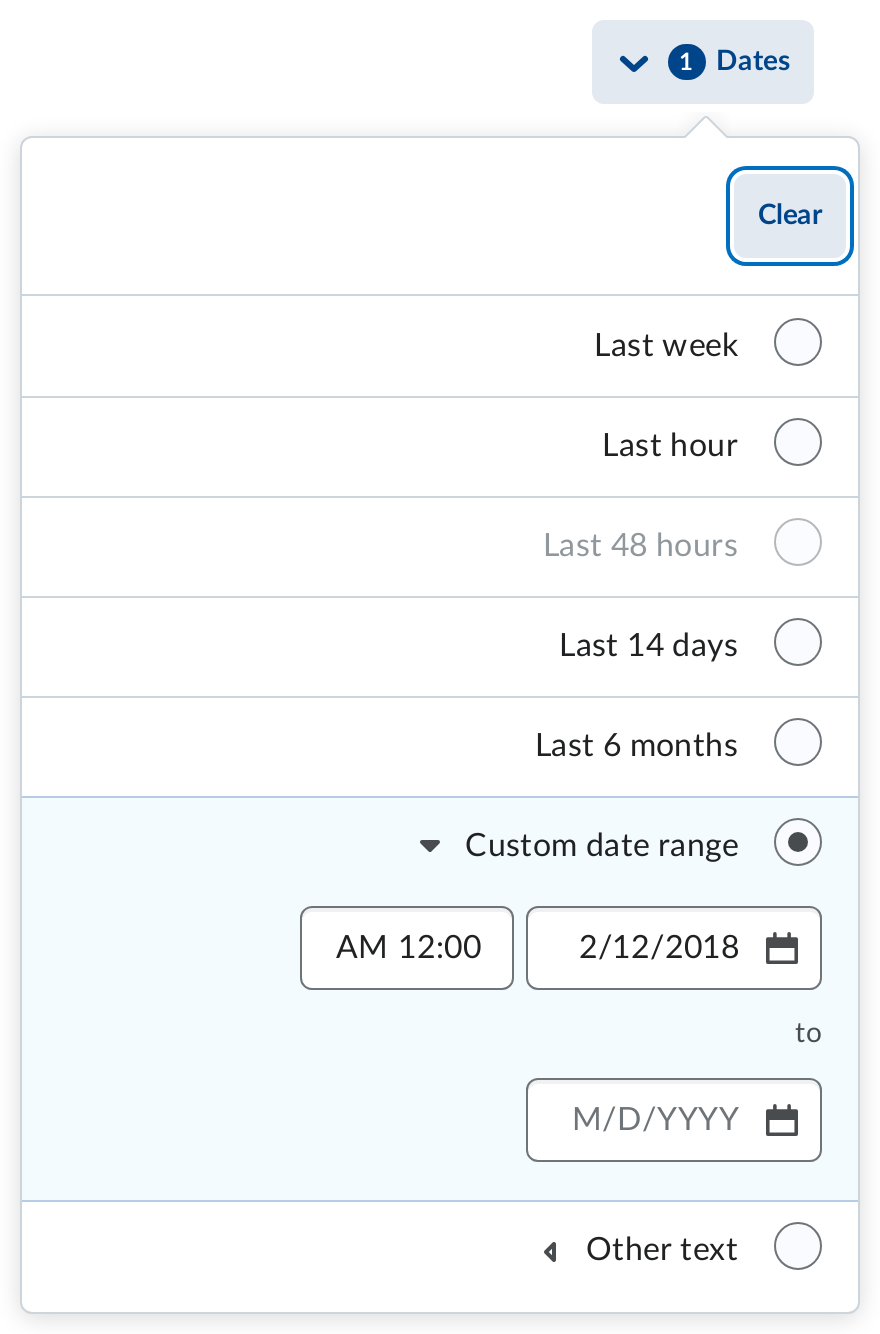 1 Dates
Clear
Last week
Last hour
Last 48 hours
Last 14 days
Last 6 months
Custom date range
AM 12:00 2/12/2018
to
M/D/YYYY
Other text